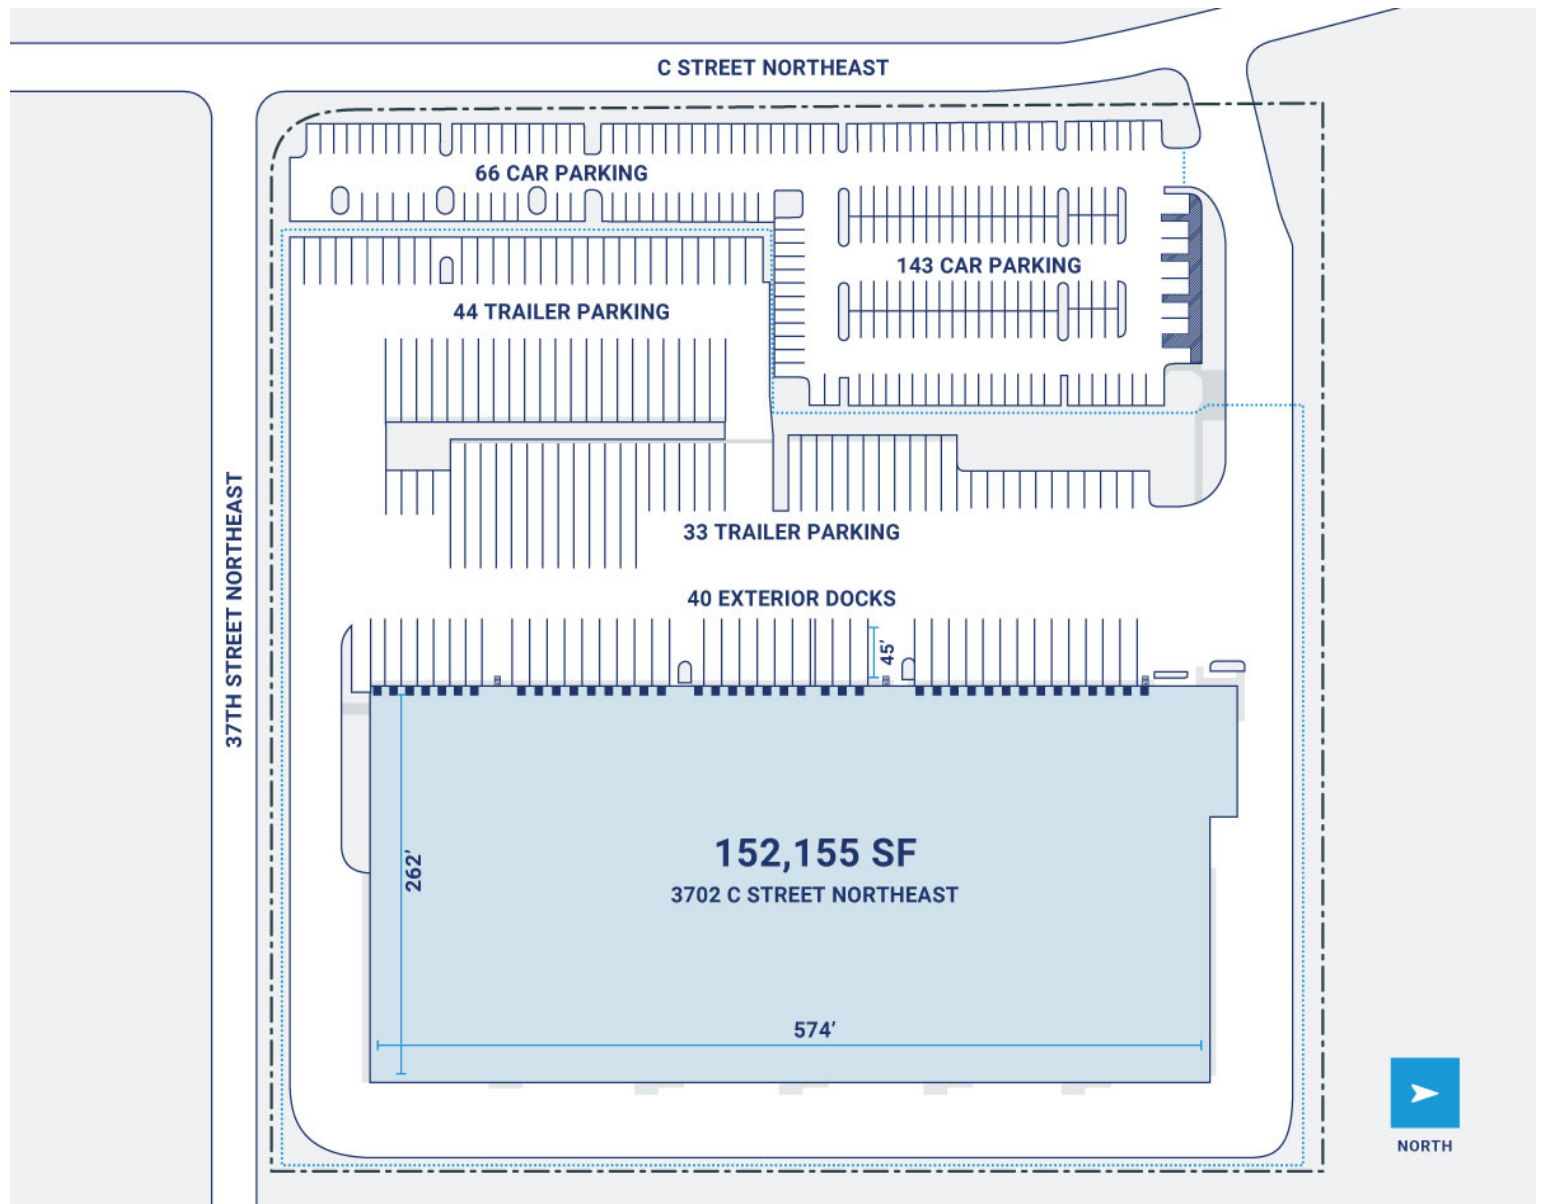 C STREET NORTHEAST
66 CAR PARKING
143 CAR PARKING
44 TRAILER PARKING
37TH STREET NORTHEAST
33 TRAILER PARKING
40 EXTERIOR DOCKS
45’
262’
152,155 SF
3702 C STREET NORTHEAST
574’
NORTH